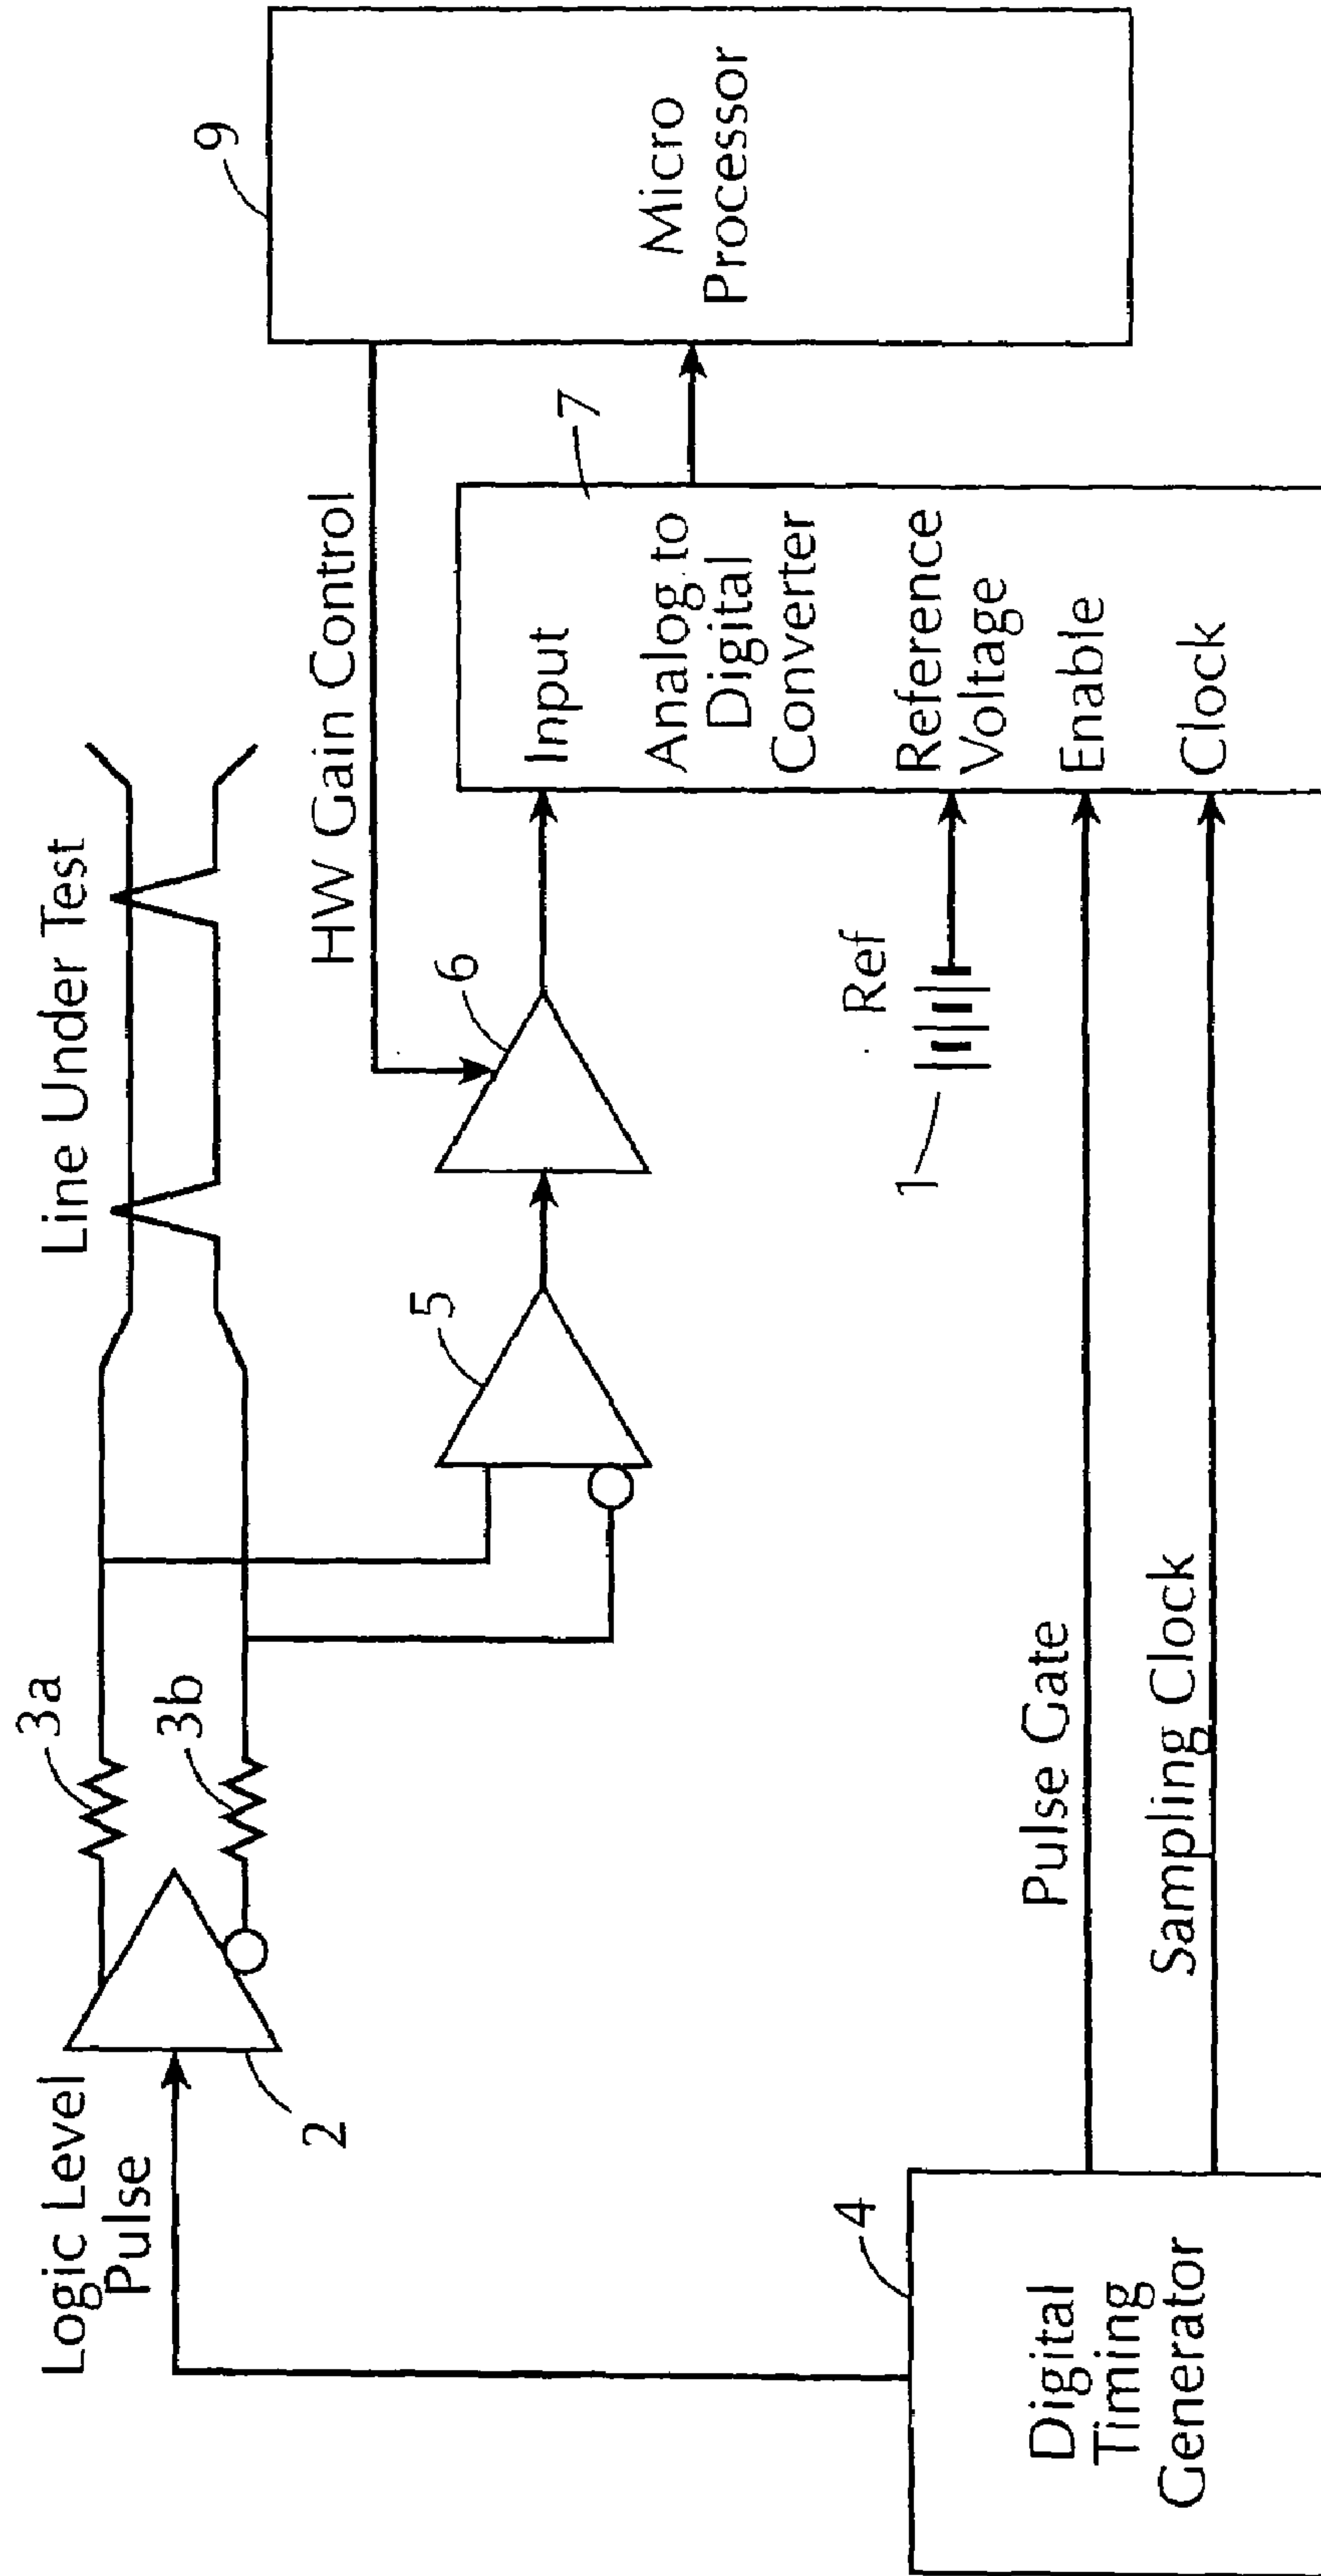 Line Under Test
Logic Level
Pulse
3a
3b
2
5
6
HW Gain Control
9
Micro
Processor
7
Input
Analog to
Digital
Converter
Reference
Voltage
Enable
Clock
Ref
1
Pulse Gate
Sampling Clock
4
Digital
Timing
Generator